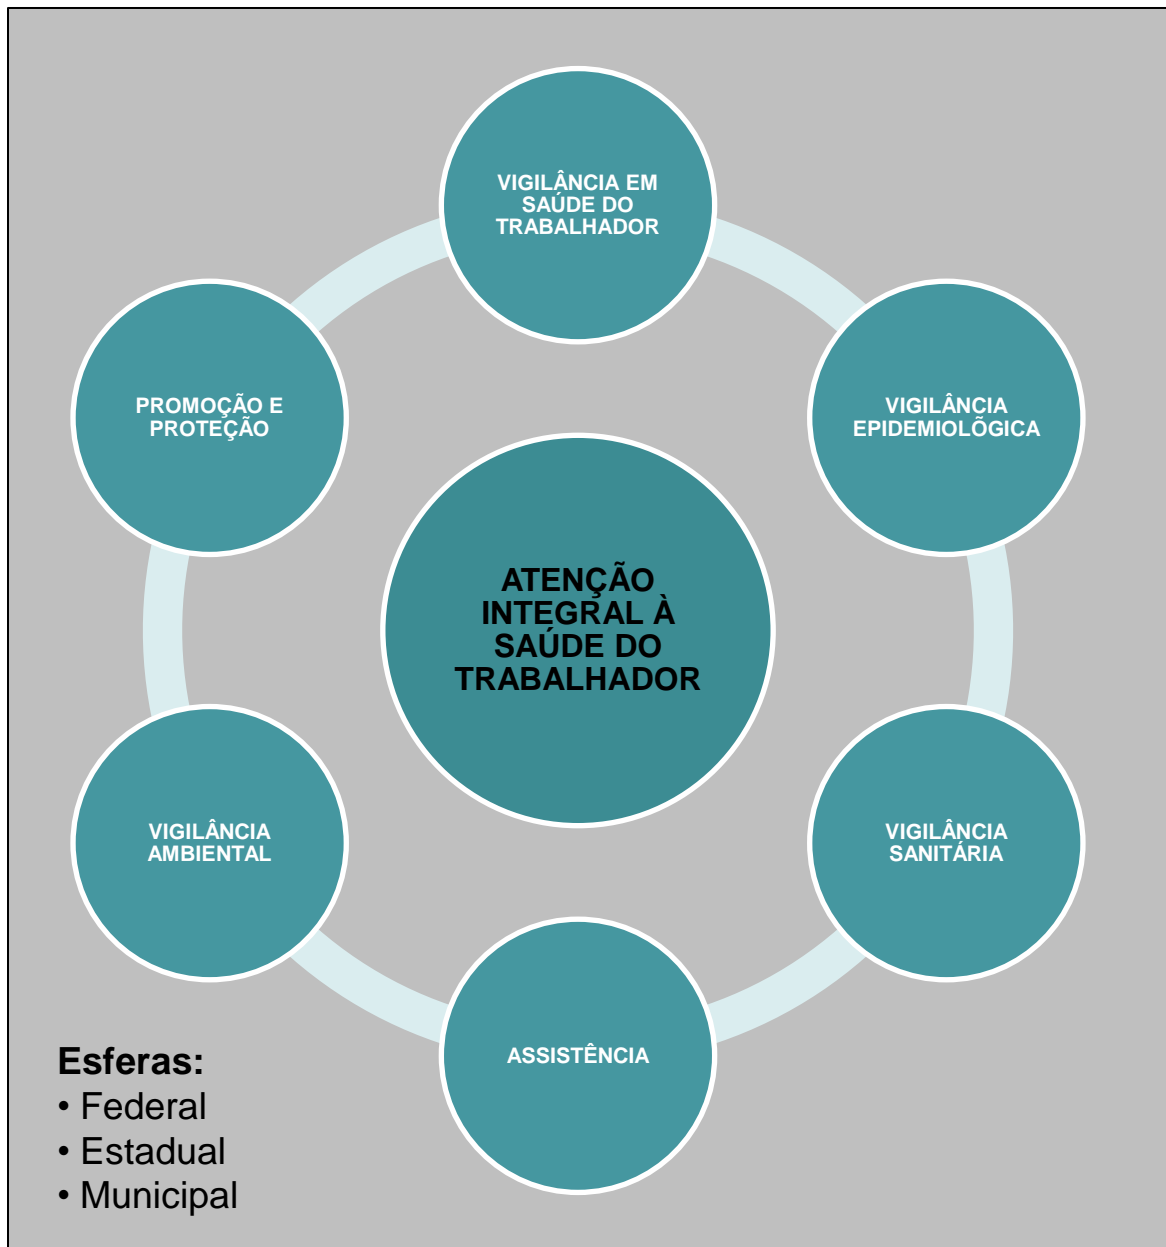 VIGILÂNCIA EM
SAÚDE DO
TRABALHADOR
PROMOÇÃO E
PROTEÇÃO
VIGILÂNCIA
EPIDEMIOLÕGICA
ATENÇÃO
INTEGRAL À
SAÚDE DO
TRABALHADOR
VIGILÂNCIA
AMBIENTAL
VIGILÂNCIA
SANITÁRIA
ASSISTÊNCIA
Esferas:
• Federal
• Estadual
• Municipal